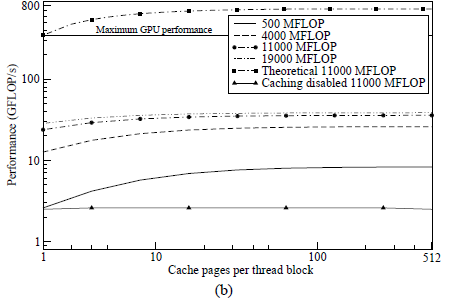 800
500 MFLOP
4000 MFLOP
Maximum GPU performance
11000 MFLOP
19000 MFLOP
Theoretical 11000 MFLOP
100
Caching disabled 11000 MFLOP
Performance (GFLOP/s)
10
1
1
10
100
512
Cache pages per thread block
(b)